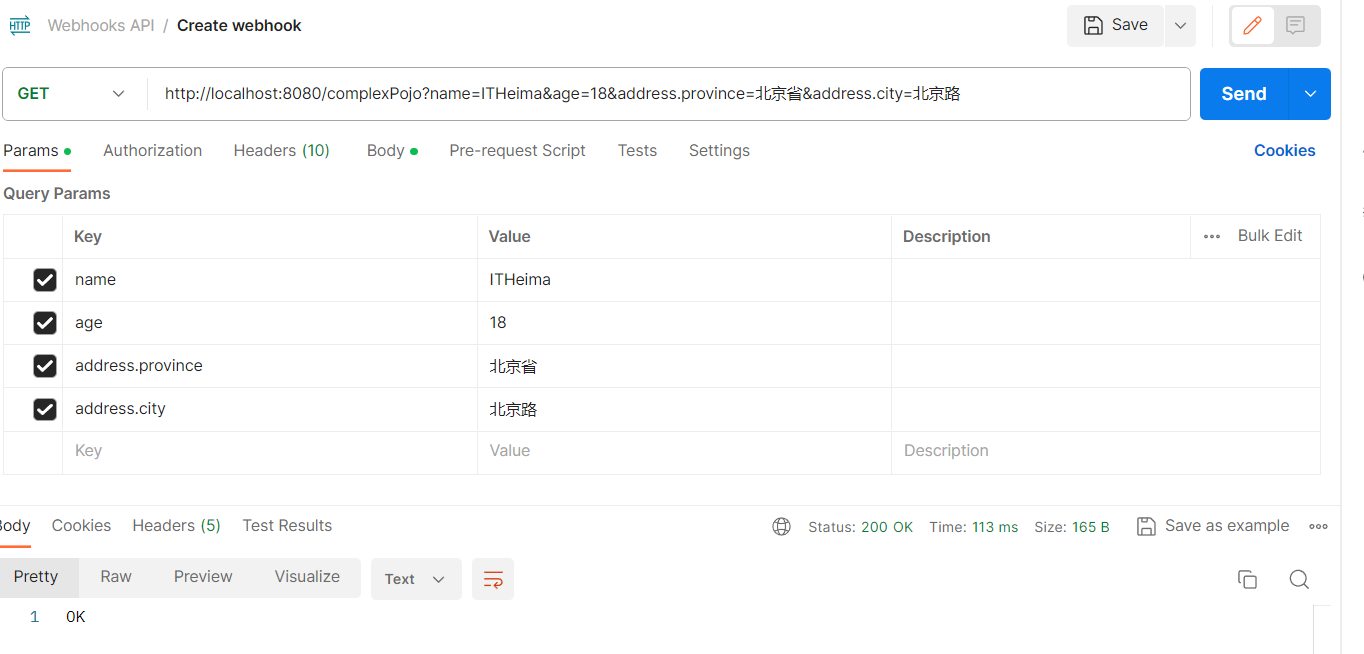 HTTP Webhooks API / Create webhook Save
GET http://localhost:8080/complexPojo?name=ITHeima&age=18&address.province=北京省&address.city=北京路 Send
Params Authorization Headers (10) Body Pre-request Script Tests Settings Cookies
Query Params
Key Value Description Bulk Edit
name ITHeima
age 18
address.province 北京省
address.city 北京路
Key Value Description
Body Cookies Headers (5) Test Results Status: 200 OK Time: 113 ms Size: 165 B Save as example
Pretty Raw Preview Visualize Text
1 OK